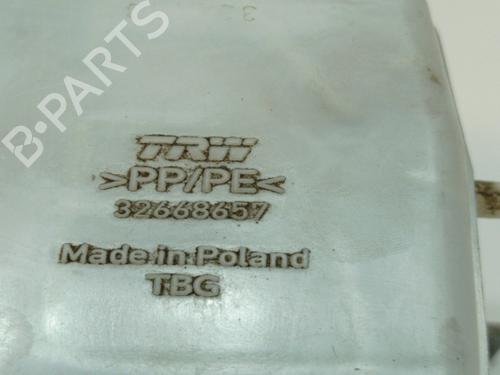 B-PARTS
TRW
>PP/PE<
32668657
Made in Poland
TBG